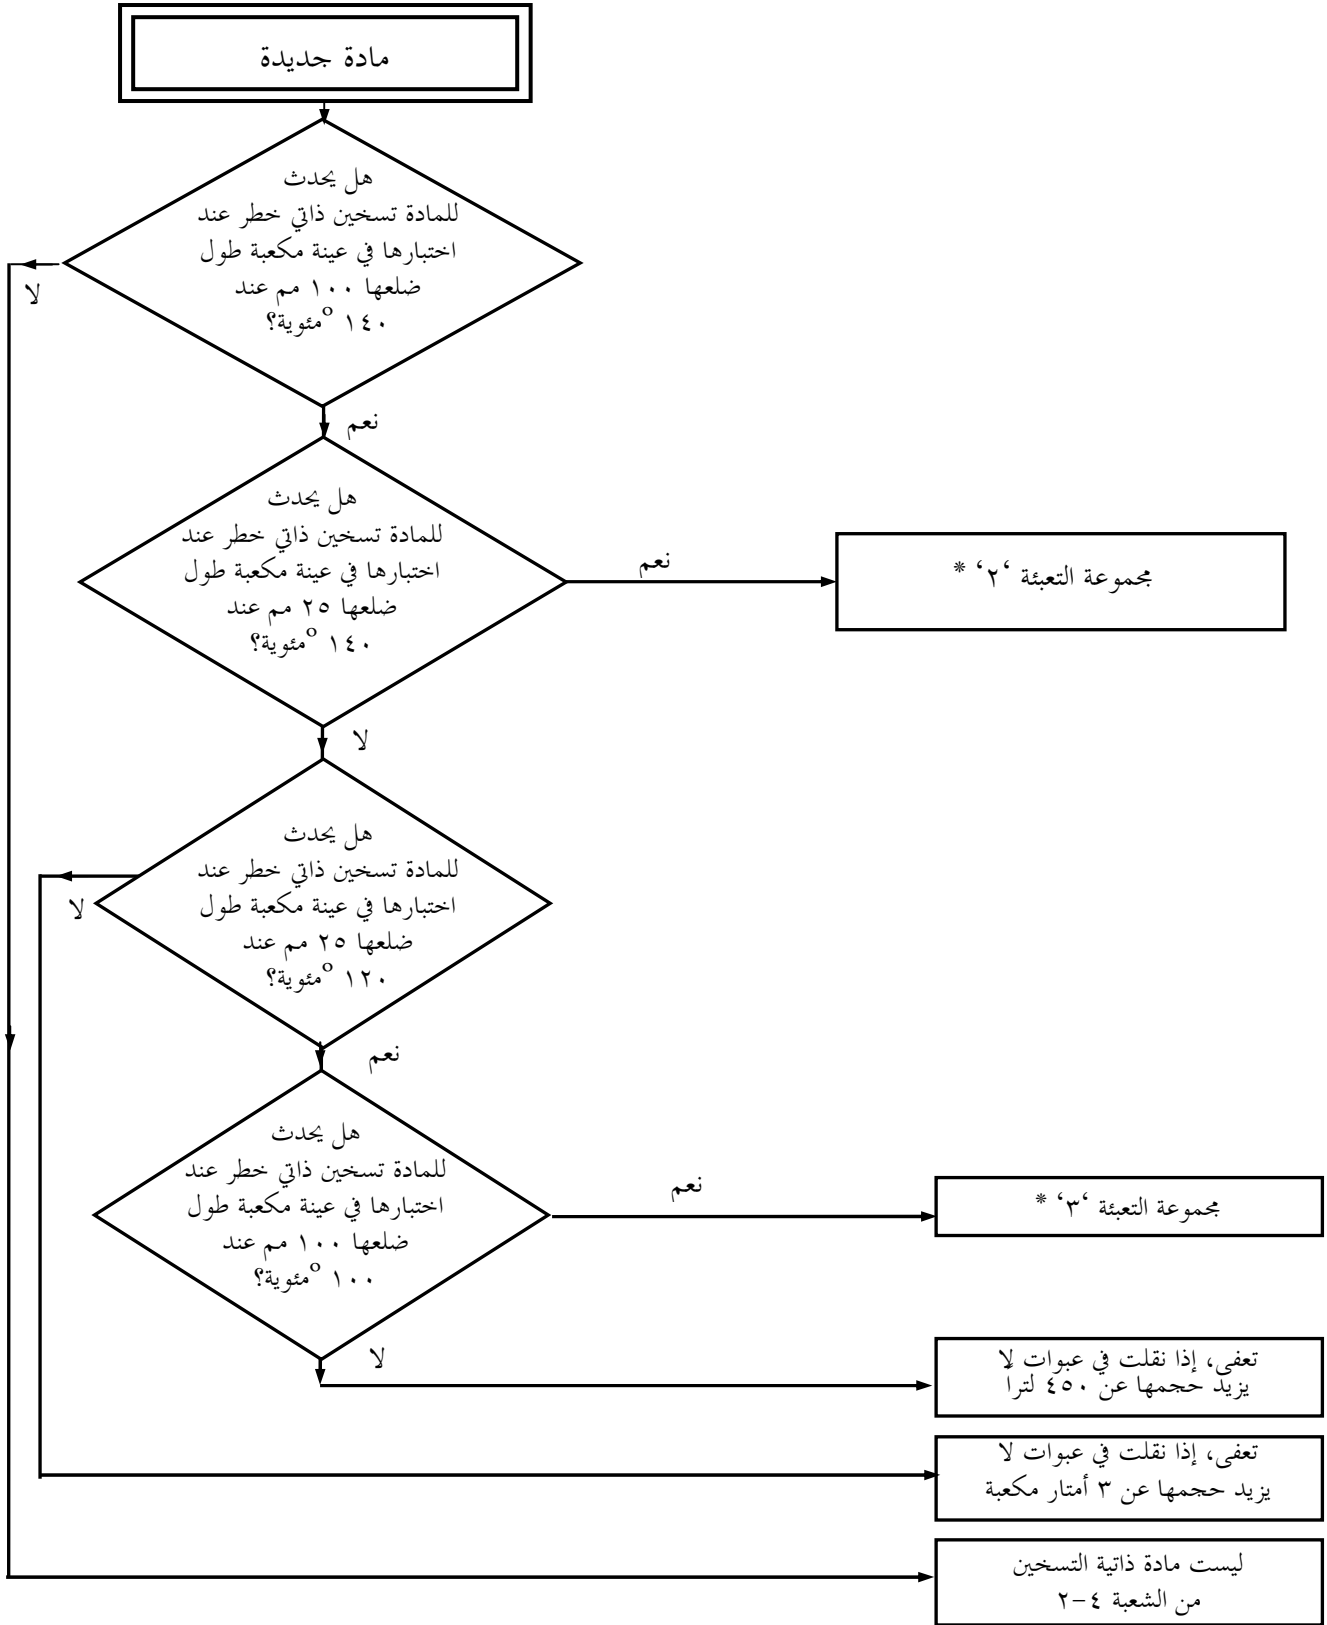 مادة جديدة
هل يحدث
للمادة تسخين ذاتي خطر عند
اختبارها في عينة مكعبة طول
ضلعها ١٠٠ مم عند
١٤٠ ºمئوية؟
لا
نعم
هل يحدث
للمادة تسخين ذاتي خطر عند
اختبارها في عينة مكعبة طول
ضلعها ٢٥ مم عند
١٤٠ ºمئوية؟
نعم
مجموعة التعبئة ‘٢‘ *
لا
هل يحدث
للمادة تسخين ذاتي خطر عند
اختبارها في عينة مكعبة طول
ضلعها ٢٥ مم عند
١٢٠ ºمئوية؟
لا
نعم
هل يحدث
للمادة تسخين ذاتي خطر عند
اختبارها في عينة مكعبة طول
ضلعها ١٠٠ مم عند
١٠٠ ºمئوية؟
نعم
مجموعة التعبئة ‘٣‘ *
لا
تعفى، إذا نقلت في عبوات لا
يزيد حجمها عن ٤٥٠ لتراً
تعفى، إذا نقلت في عبوات لا
يزيد حجمها عن ٣ أمتار مكعبة
ليست مادة ذاتية التسخين
من الشعبة ٤-٢